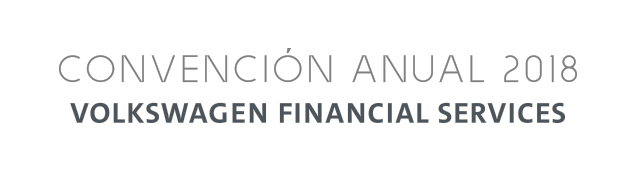 CONVENCIÓN ANUAL 2018
VOLKSWAGEN FINANCIAL SERVICES